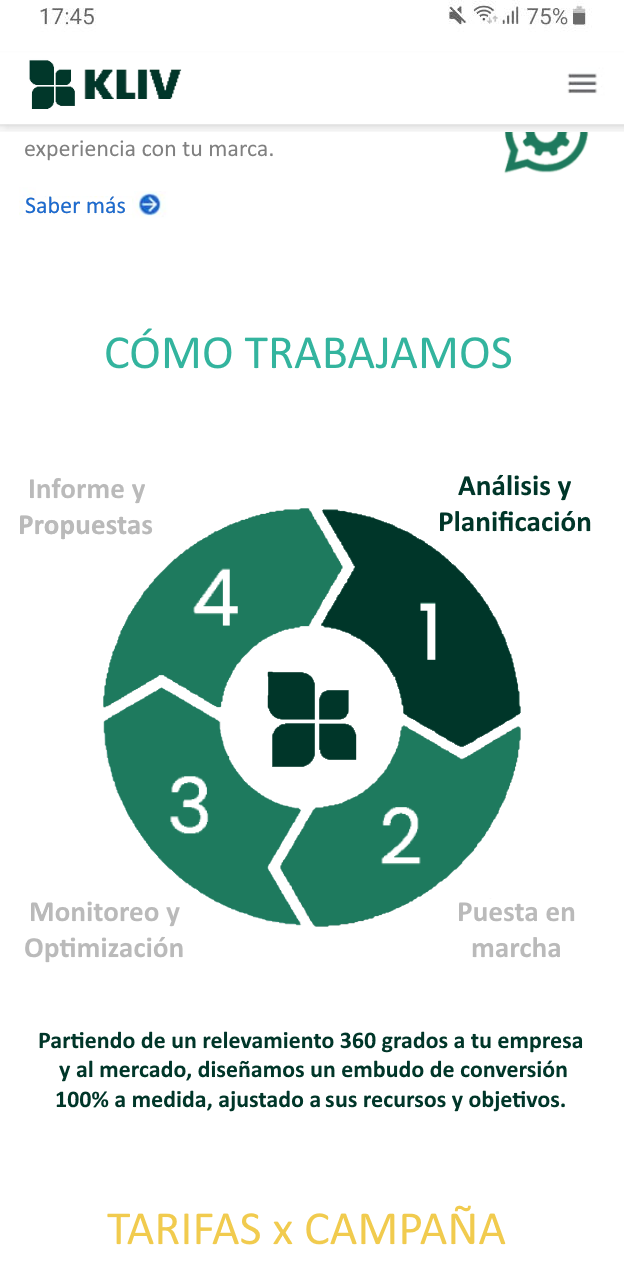 17:45 75%
KLIV
experiencia con tu marca.
Saber más
CÓMO TRABAJAMOS
Informe y
Propuestas
Análisis y
Planificación
4
1
3
2
Monitoreo y
Optimización
Puesta en
marcha
Partiendo de un relevamiento 360 grados a tu empresa
y al mercado, diseñamos un embudo de conversión
100% a medida, ajustado a sus recursos y objetivos.
TARIFAS x CAMPAÑA